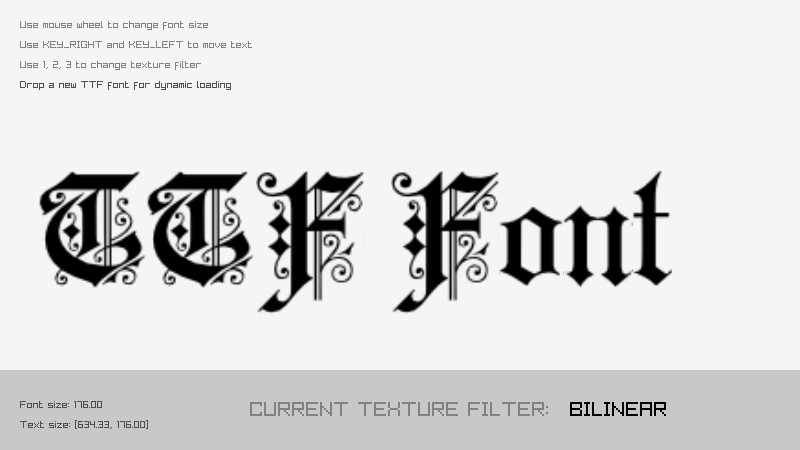 Use mouse wheel to change font size
Use KEY_RIGHT and KEY_LEFT to move text
Use 1, 2, 3 to change texture filter
Drop a new TTF font for dynamic loading
TTF Font
Font size: 176.00
Text size: [634.33, 176.00]
CURRENT TEXTURE FILTER: BILINEAR